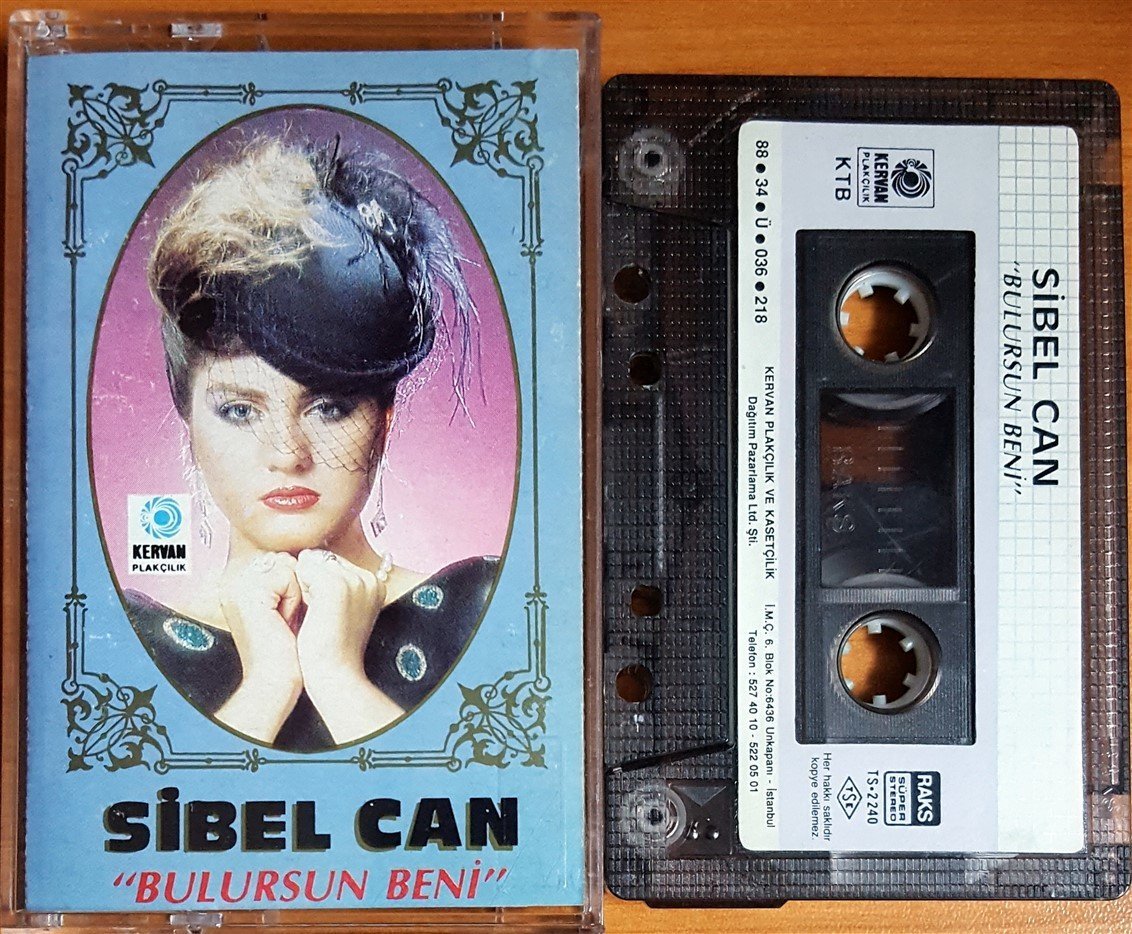 KERVAN
PLAKÇILIK
SİBEL CAN
"BULURSUN BENİ"
KERVAN
PLAKÇILIK
KTB
SİBEL CAN
"BULURSUN BENİ"
88 • 34 • Ü • 036 • 218
KERVAN PLAKÇILIK VE KASETÇİLİK
Dağıtım Pazarlama Ltd. Şti.
İ.M.Ç. 6. Blok No:6436 Unkapanı - İstanbul
Telefon : 527 40 10 - 522 05 01
RAKS
RAKS
SÜPER
STEREO
TS•2240
TSE
Her hakkı saklıdır
kopye edilemez.